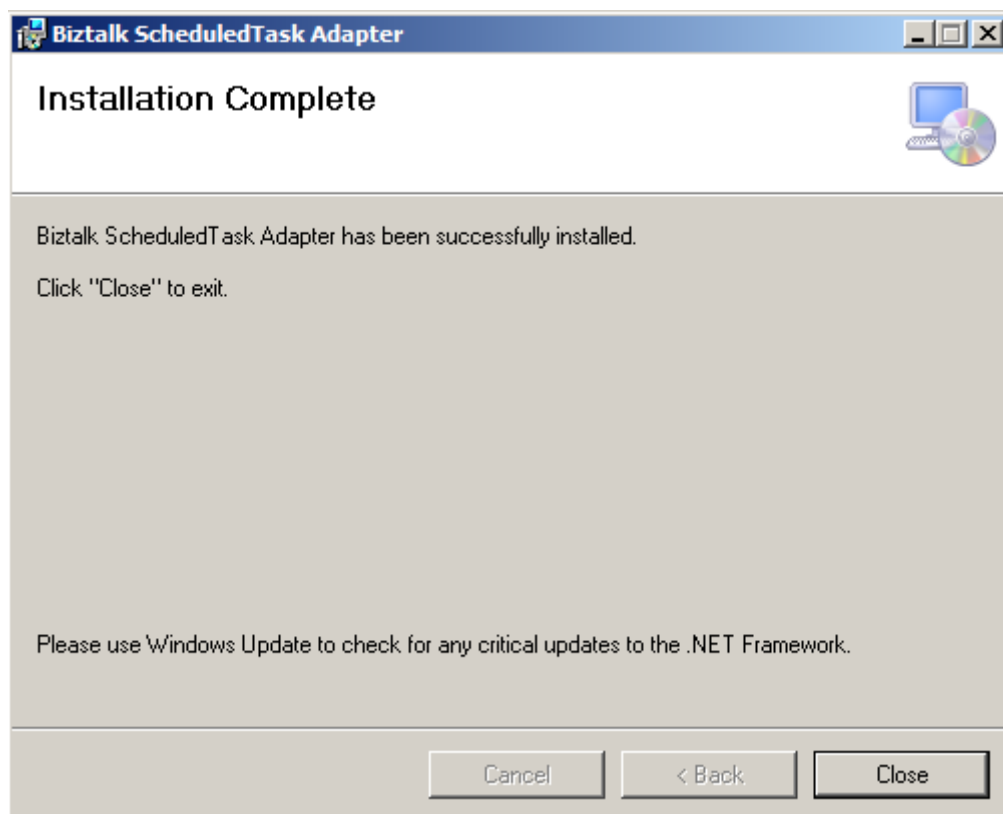 Biztalk ScheduledTask Adapter
Installation Complete
Biztalk ScheduledTask Adapter has been successfully installed.
Click "Close" to exit.
Please use Windows Update to check for any critical updates to the .NET Framework.
Cancel
< Back
Close